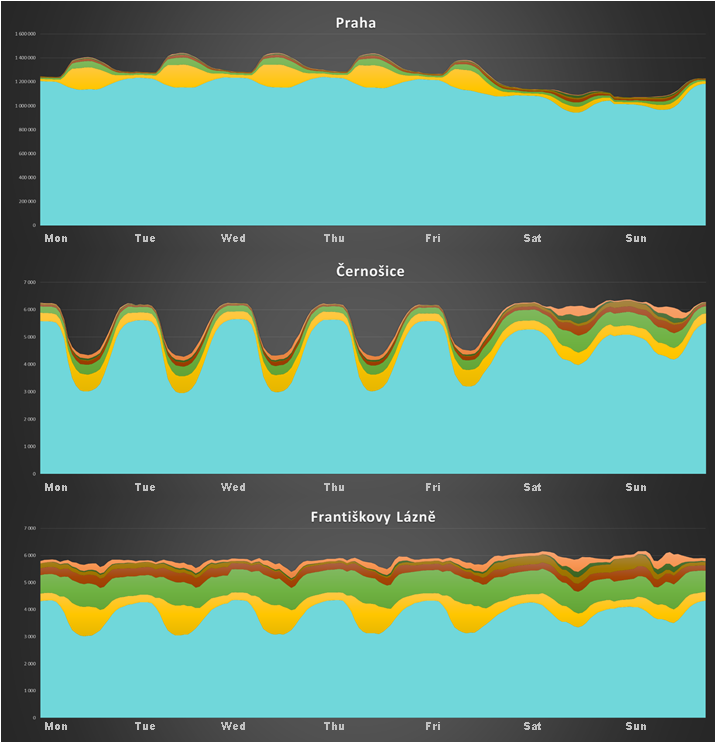 Praha
1 600 000
1 400 000
1 200 000
1 000 000
800 000
600 000
400 000
200 000
0
Mon Tue Wed Thu Fri Sat Sun
Černošice
7 000
6 000
5 000
4 000
3 000
2 000
1 000
0
Mon Tue Wed Thu Fri Sat Sun
Františkovy Lázně
7 000
6 000
5 000
4 000
3 000
2 000
1 000
0
Mon Tue Wed Thu Fri Sat Sun